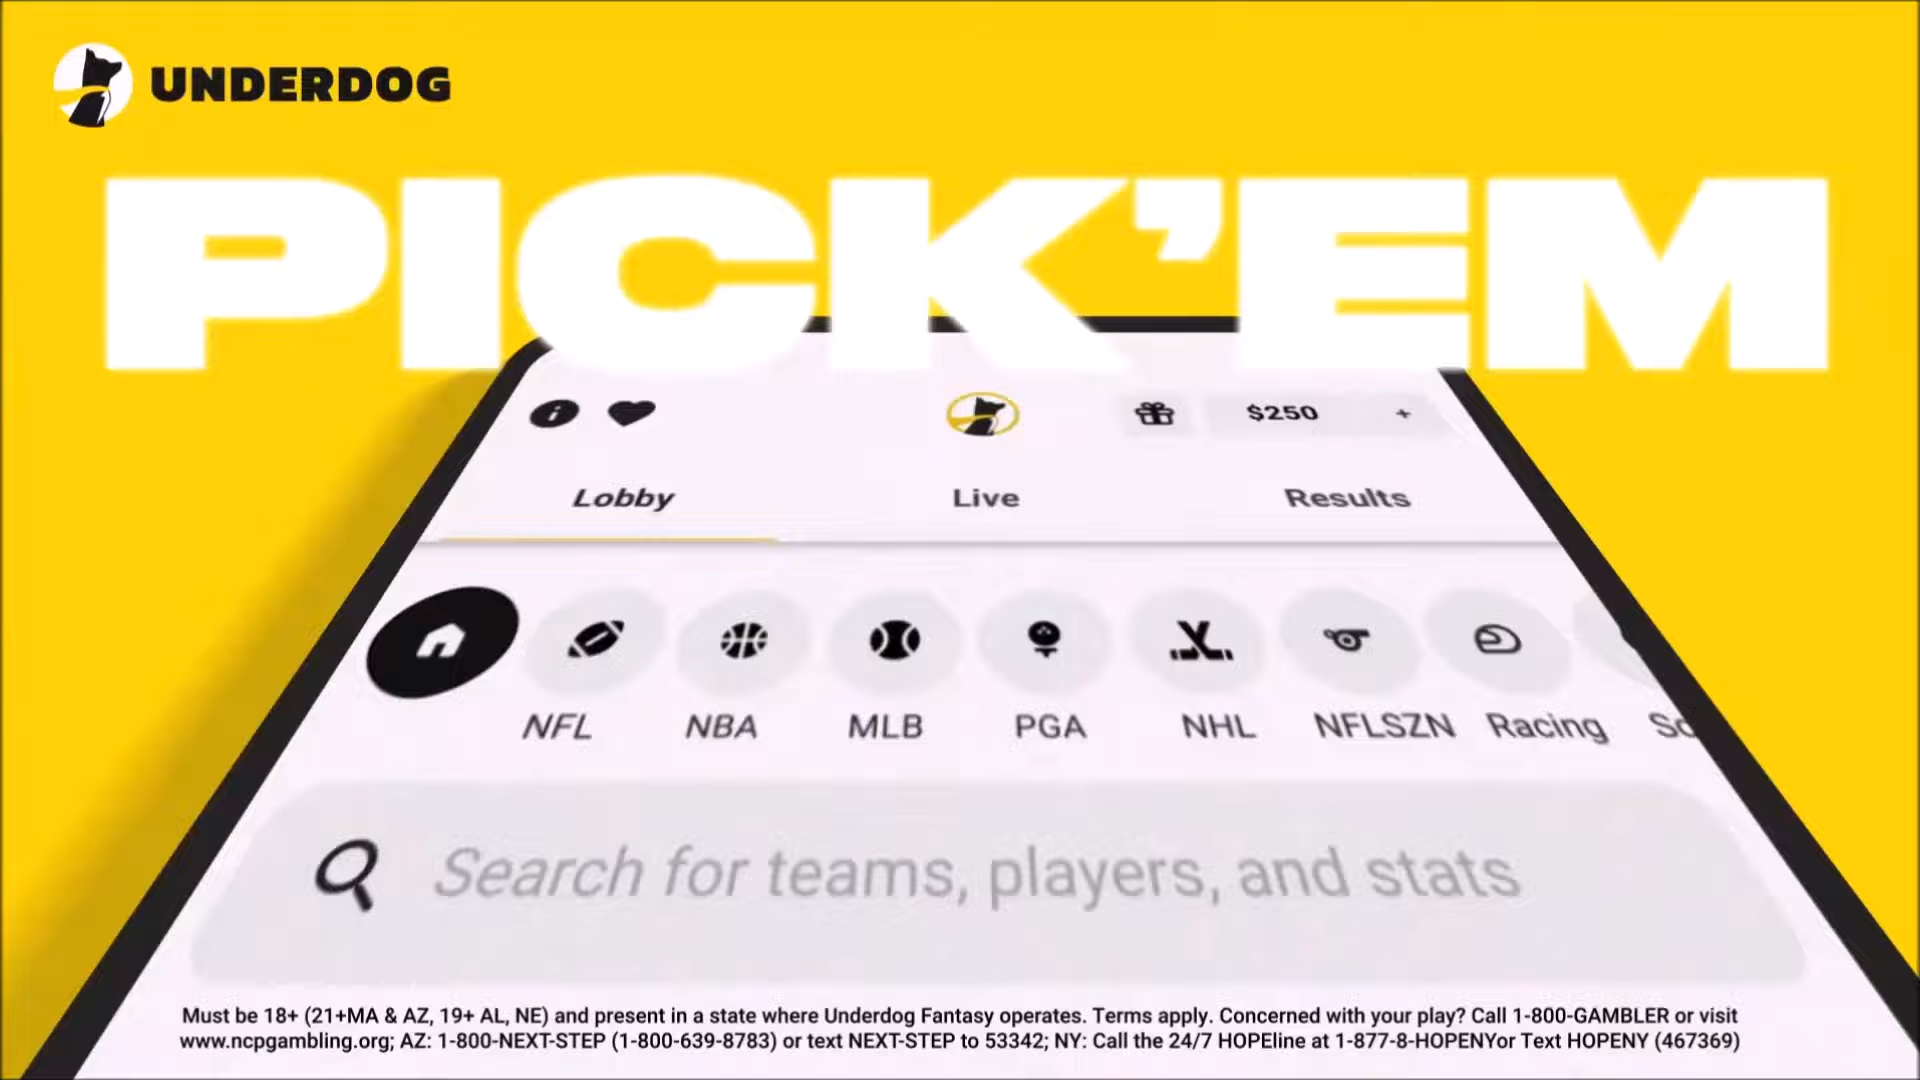 UNDERDOG
PICK'EM
$250 +
Lobby Live Results
NFL NBA MLB PGA NHL NFLSZN Racing
Search for teams, players, and stats
Must be 18+ (21+MA & AZ, 19+ AL, NE) and present in a state where Underdog Fantasy operates. Terms apply. Concerned with your play? Call 1-800-GAMBLER or visit
www.ncpgambling.org; AZ: 1-800-NEXT-STEP (1-800-639-8783) or text NEXT-STEP to 53342; NY: Call the 24/7 HOPEline at 1-877-8-HOPENYor Text HOPENY (467369)